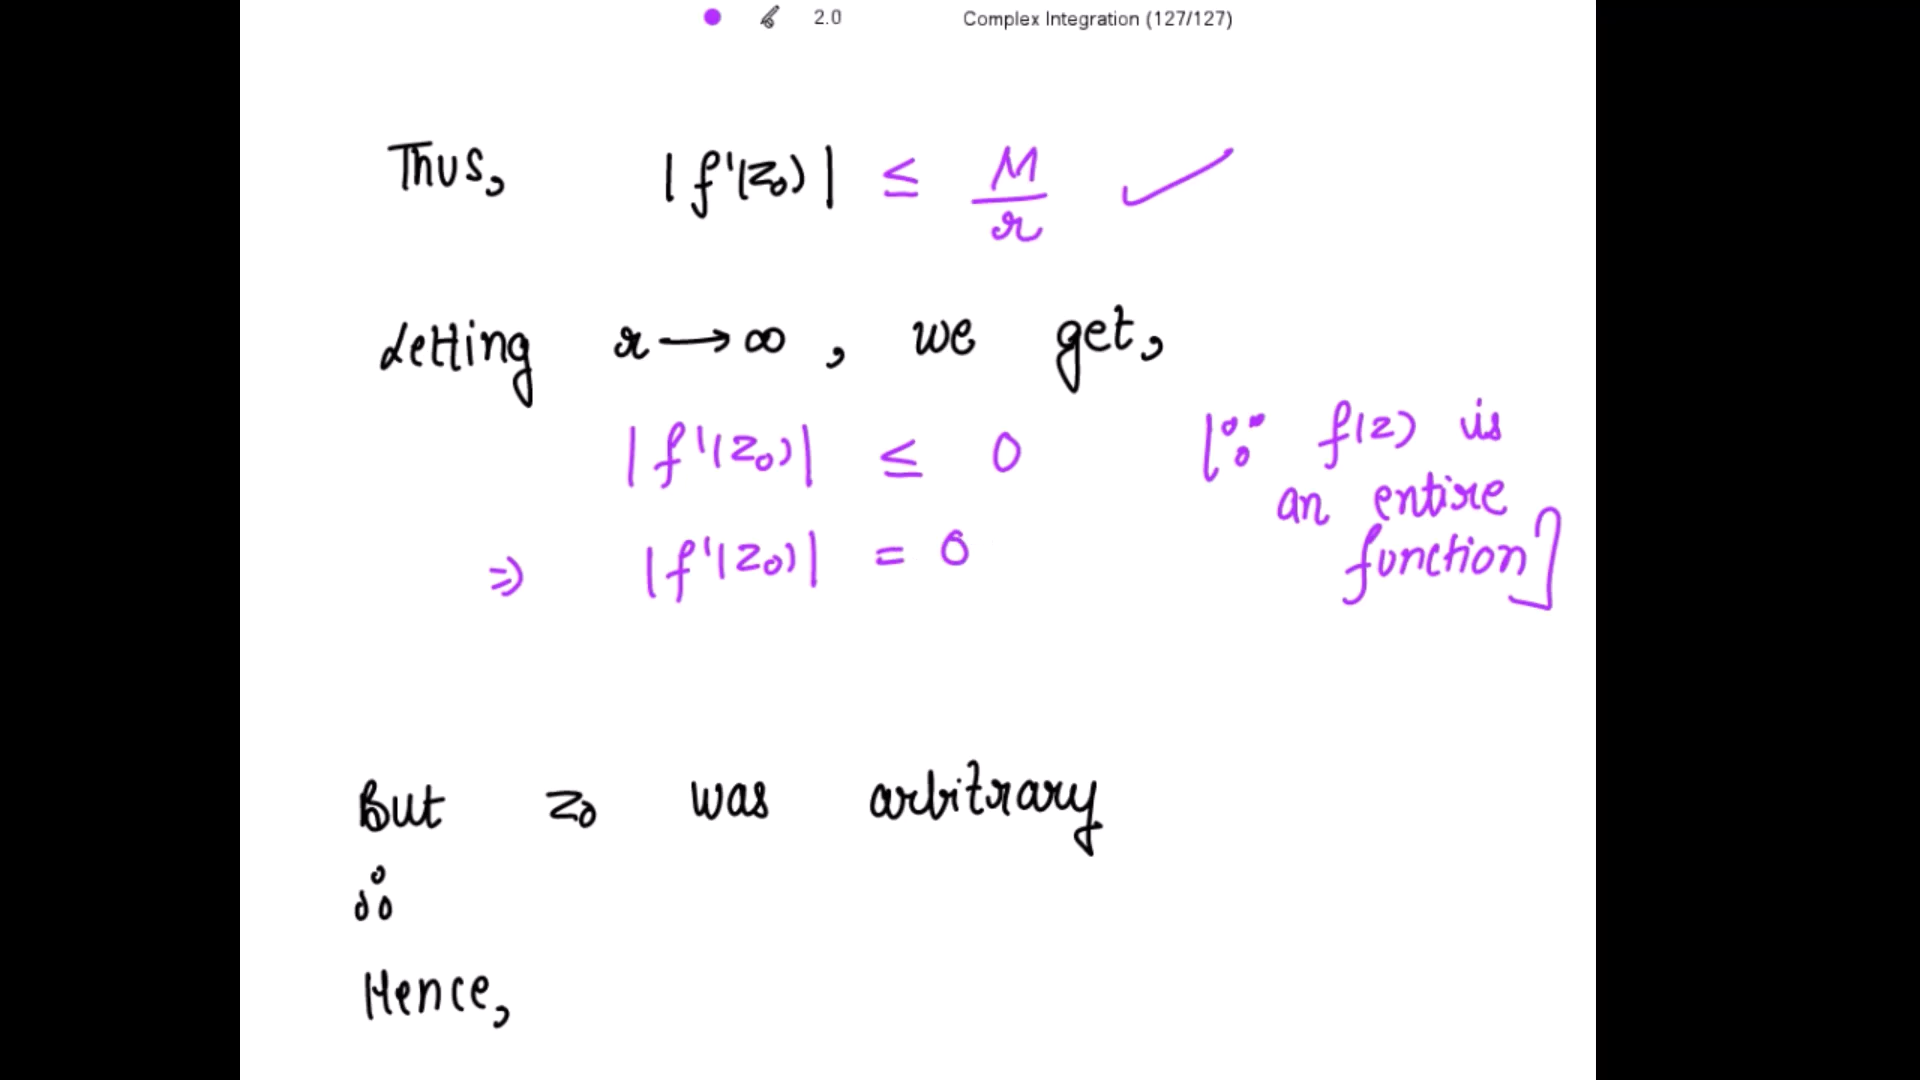 2.0 Complex Integration (127/127)
Thus, |f'(z₀)| ≤ M/r ✓
Letting r → ∞, we get,
|f'(z₀)| ≤ 0 [∵ f(z) is
an entire
function]
⇒ |f'(z₀)| = 0
But z₀ was arbitrary
∴
Hence,